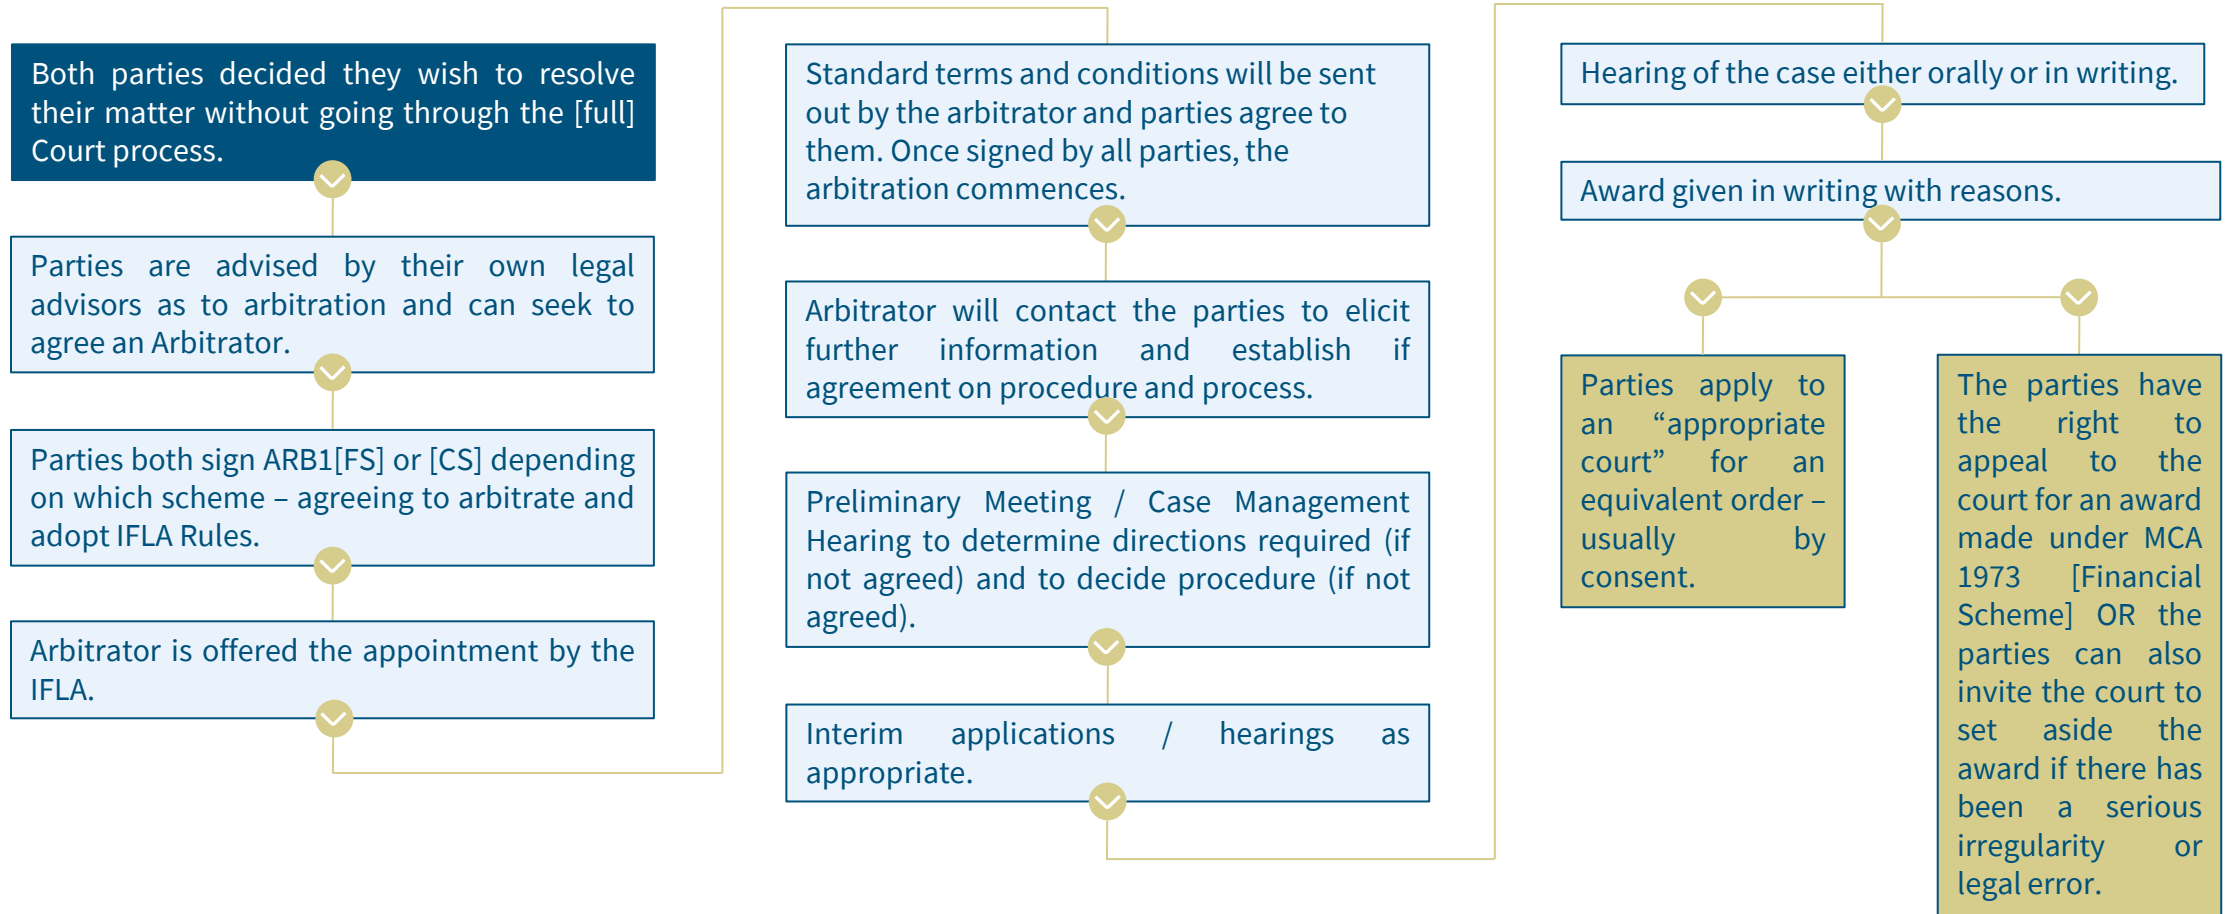 Both parties decided they wish to resolve
their matter without going through the [full]
Court process.
Parties are advised by their own legal
advisors as to arbitration and can seek to
agree an Arbitrator.
Parties both sign ARB1[FS] or [CS] depending
on which scheme – agreeing to arbitrate and
adopt IFLA Rules.
Arbitrator is offered the appointment by the
IFLA.
Standard terms and conditions will be sent
out by the arbitrator and parties agree to
them. Once signed by all parties, the
arbitration commences.
Arbitrator will contact the parties to elicit
further information and establish if
agreement on procedure and process.
Preliminary Meeting / Case Management
Hearing to determine directions required (if
not agreed) and to decide procedure (if not
agreed).
Interim applications / hearings as
appropriate.
Hearing of the case either orally or in writing.
Award given in writing with reasons.
Parties apply to
an “appropriate
court” for an
equivalent order –
usually by
consent.
The parties have
the right to
appeal to the
court for an award
made under MCA
1973 [Financial
Scheme] OR the
parties can also
invite the court to
set aside the
award if there has
been a serious
irregularity or
legal error.